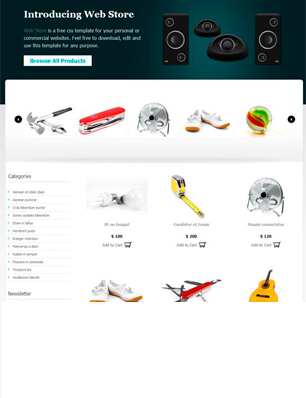 Introducing Web Store
Web Store is a free css template for your personal or
commercial websites. Feel free to download, edit and
use this template for any purpose.
Browse All Products
Categories
Aenean et dolor diam
Aenean pulvinar
Cras bibendum auctor
Donec sodales bibendum
Etiam in tellus
Hendrerit justo
Integer interdum
Maecenas a diam
Nullam in semper
Posuere in commodo
Tincidunt leo
Vestibulum blandit
Newsletter
Ut eu feugiat
$ 100
Add to Cart
Curabitur et turpis
$ 200
Add to Cart
Mauris consectetur
$ 120
Add to Cart